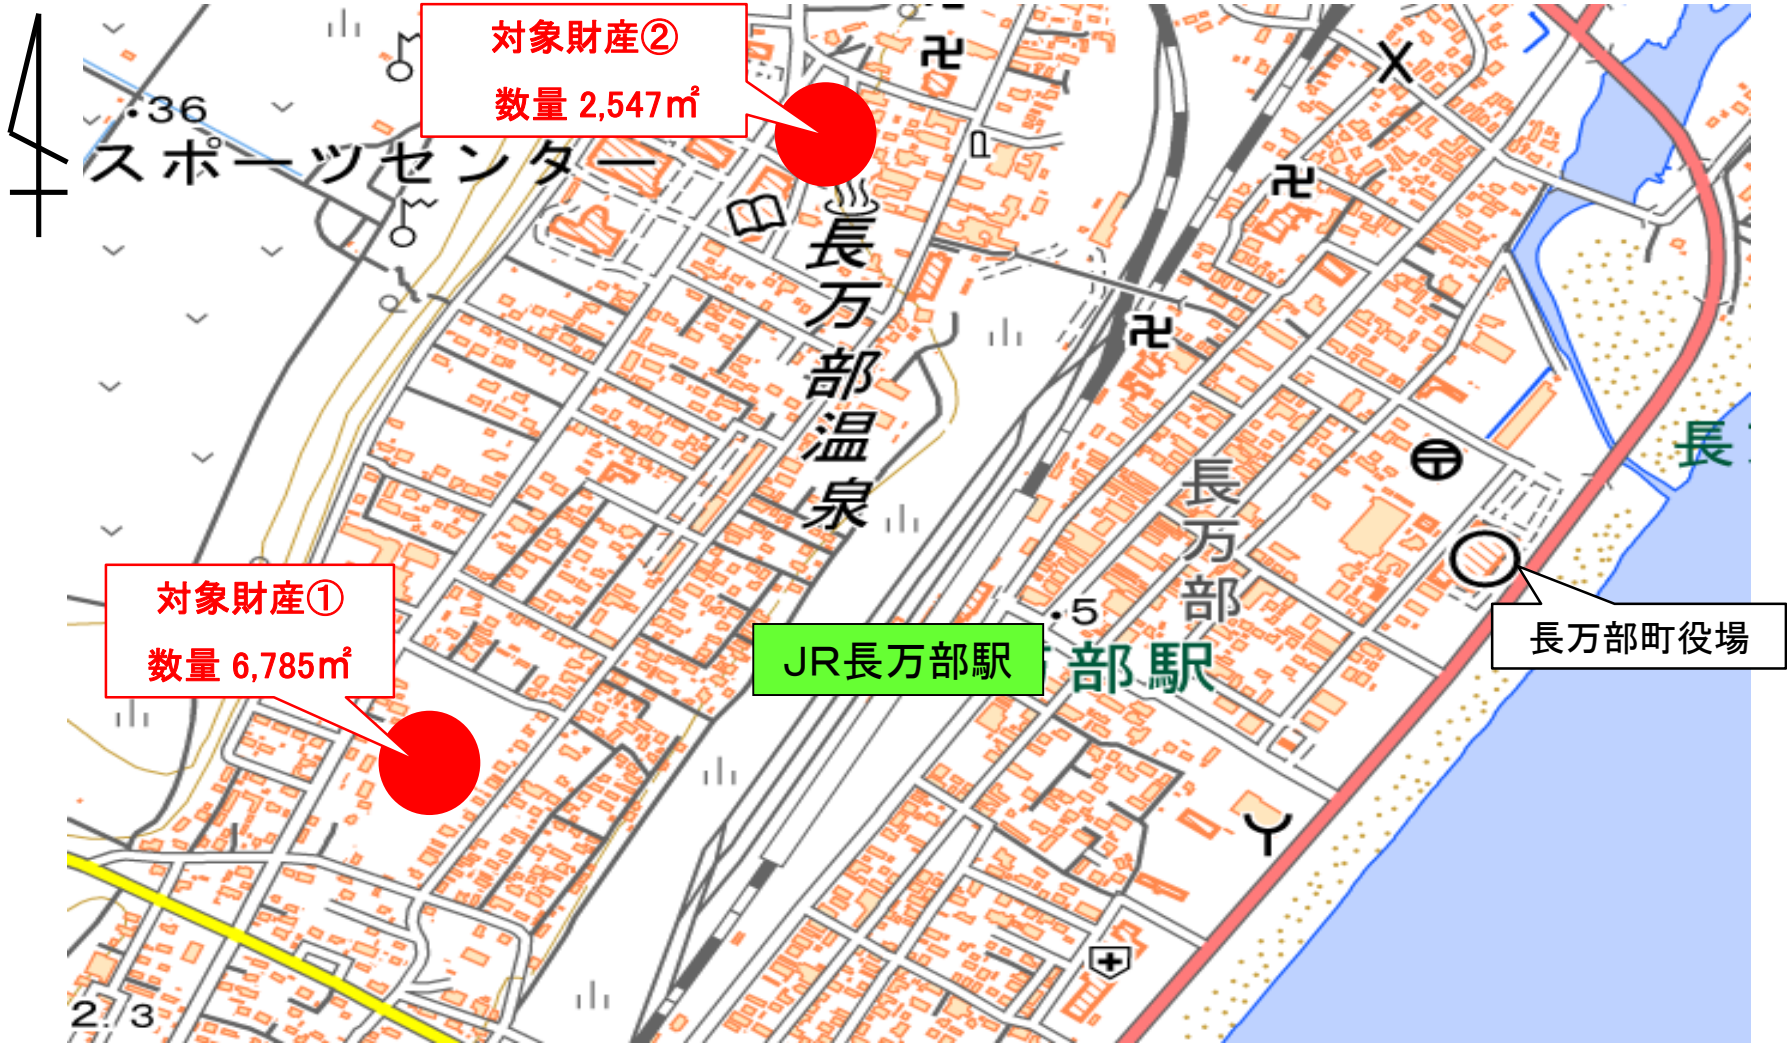 対象財産②
数量 2,547㎡
・36
スポーツセンター
長万部温泉
長万部
対象財産①
数量 6,785㎡
・5
JR長万部駅
部駅
長万部町役場
長
2.3